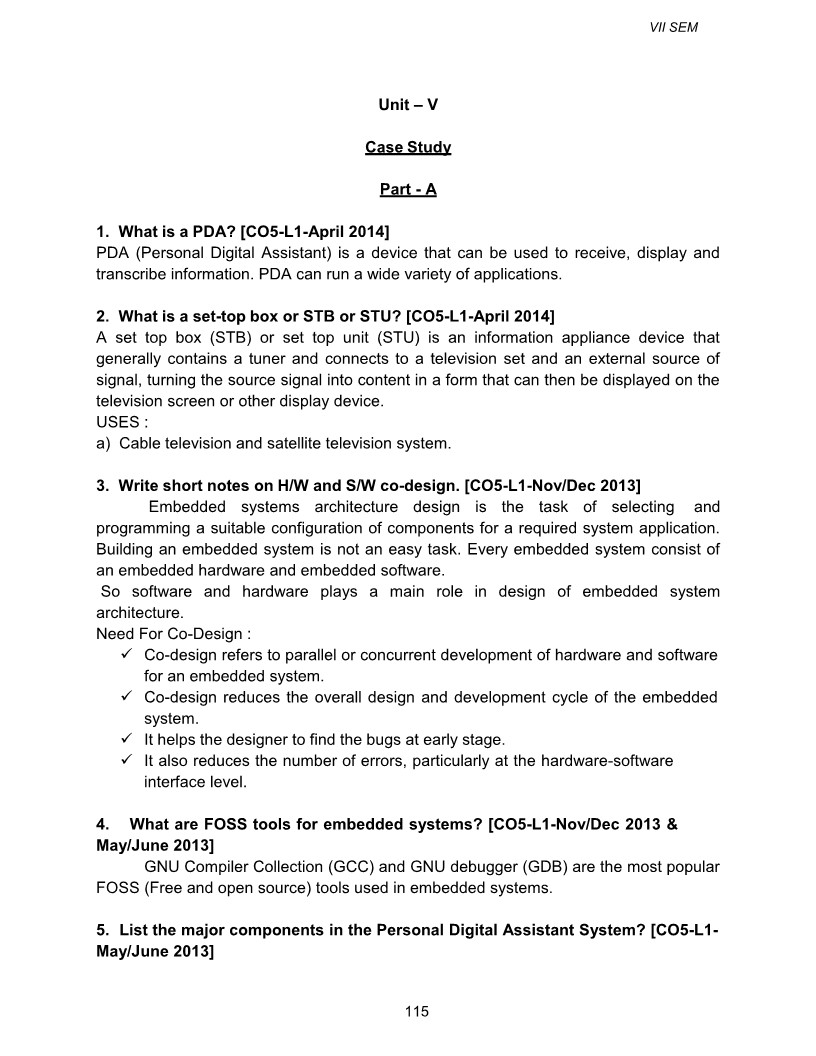 VII SEM
Unit – V
Case Study
Part - A
1. What is a PDA? [CO5-L1-April 2014]
PDA (Personal Digital Assistant) is a device that can be used to receive, display and
transcribe information. PDA can run a wide variety of applications.
2. What is a set-top box or STB or STU? [CO5-L1-April 2014]
A set top box (STB) or set top unit (STU) is an information appliance device that
generally contains a tuner and connects to a television set and an external source of
signal, turning the source signal into content in a form that can then be displayed on the
television screen or other display device.
USES :
a) Cable television and satellite television system.
3. Write short notes on H/W and S/W co-design. [CO5-L1-Nov/Dec 2013]
Embedded systems architecture design is the task of selecting and
programming a suitable configuration of components for a required system application.
Building an embedded system is not an easy task. Every embedded system consist of
an embedded hardware and embedded software.
So software and hardware plays a main role in design of embedded system
architecture.
Need For Co-Design :
✓ Co-design refers to parallel or concurrent development of hardware and software
for an embedded system.
✓ Co-design reduces the overall design and development cycle of the embedded
system.
✓ It helps the designer to find the bugs at early stage.
✓ It also reduces the number of errors, particularly at the hardware-software
interface level.
4. What are FOSS tools for embedded systems? [CO5-L1-Nov/Dec 2013 &
May/June 2013]
GNU Compiler Collection (GCC) and GNU debugger (GDB) are the most popular
FOSS (Free and open source) tools used in embedded systems.
5. List the major components in the Personal Digital Assistant System? [CO5-L1-
May/June 2013]
115